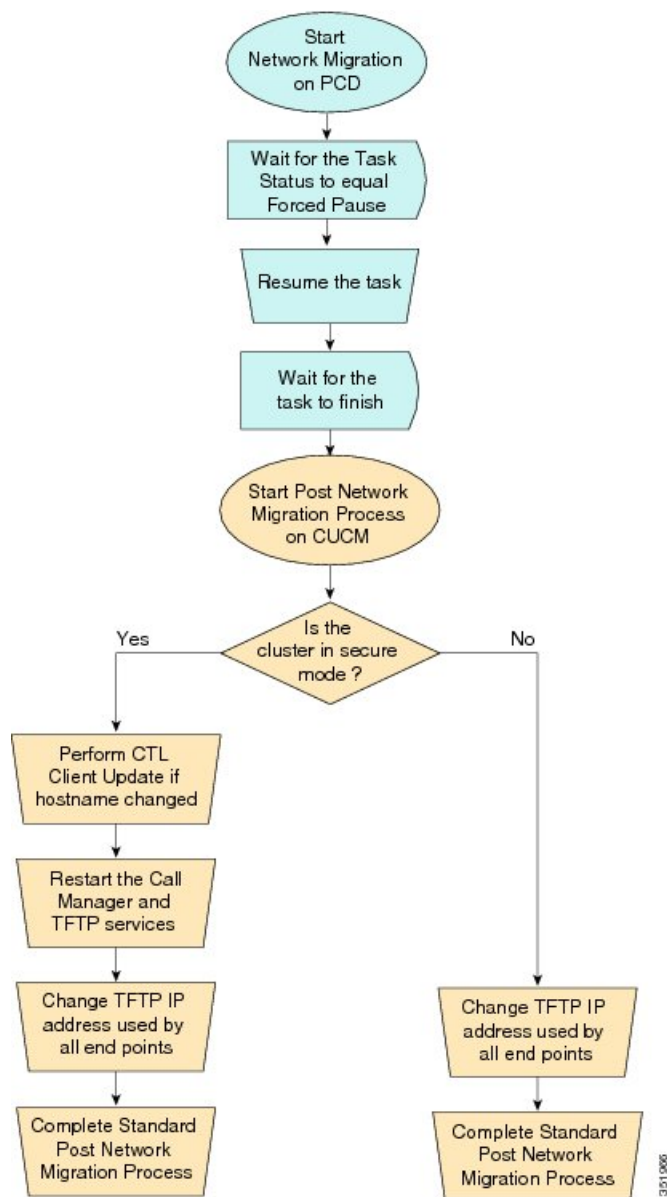 Start
Network Migration
on PCD
Wait for the Task
Status to equal
Forced Pause
Resume the task
Wait for the
task to finish
Start Post Network
Migration Process
on CUCM
Is the
cluster in secure
mode ?
Yes
No
Perform CTL
Client Update if
hostname changed
Restart the Call
Manager and
TFTP services
Change TFTP IP
address used by
all end points
Complete Standard
Post Network
Migration Process
Change TFTP IP
address used by
all end points
Complete Standard
Post Network
Migration Process
351986